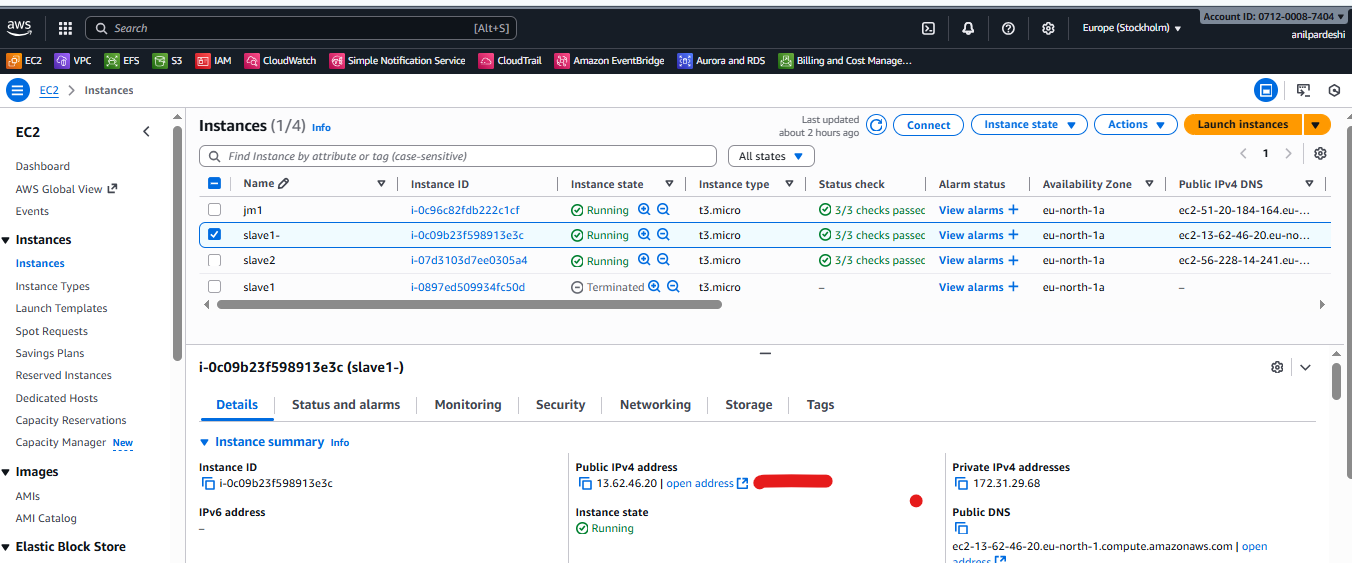 aws Search [Alt+S] Europe (Stockholm) Account ID: 0712-0008-7404
anilpardeshi
EC2 VPC EFS S3 IAM CloudWatch Simple Notification Service CloudTrail Amazon EventBridge Aurora and RDS Billing and Cost Manage...
EC2 > Instances
EC2
Dashboard
AWS Global View
Events
Instances
Instances
Instance Types
Launch Templates
Spot Requests
Savings Plans
Reserved Instances
Dedicated Hosts
Capacity Reservations
Capacity Manager New
Images
AMIs
AMI Catalog
Elastic Block Store
Instances (1/4) Info
Last updated
about 2 hours ago
Connect Instance state Actions Launch instances
Find Instance by attribute or tag (case-sensitive) All states 1
Name Instance ID Instance state Instance type Status check Alarm status Availability Zone Public IPv4 DNS
jm1 i-0c96c82fdb222c1cf Running t3.micro 3/3 checks passec View alarms + eu-north-1a ec2-51-20-184-164.eu-...
slave1- i-0c09b23f598913e3c Running t3.micro 3/3 checks passec View alarms + eu-north-1a ec2-13-62-46-20.eu-no...
slave2 i-07d3103d7ee0305a4 Running t3.micro 3/3 checks passec View alarms + eu-north-1a ec2-56-228-14-241.eu-...
slave1 i-0897ed509934fc50d Terminated t3.micro – View alarms + eu-north-1a –
i-0c09b23f598913e3c (slave1-)
Details Status and alarms Monitoring Security Networking Storage Tags
Instance summary Info
Instance ID
i-0c09b23f598913e3c
IPv6 address
–
Public IPv4 address
13.62.46.20 | open address
Instance state
Running
Private IPv4 addresses
172.31.29.68
Public DNS
ec2-13-62-46-20.eu-north-1.compute.amazonaws.com | open
address